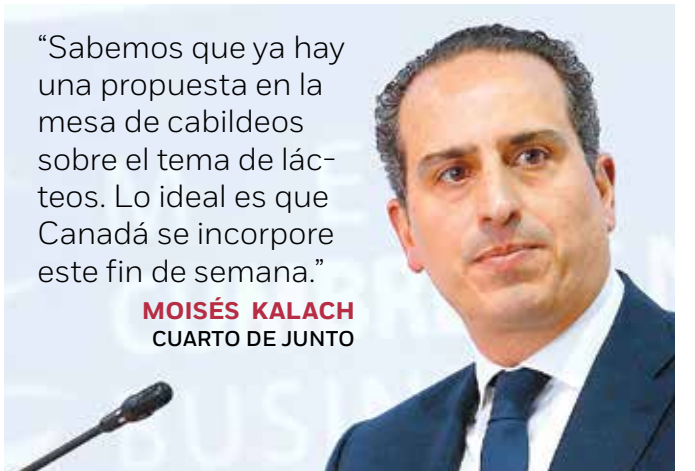 “Sabemos que ya hay
una propuesta en la
mesa de cabildeos
sobre el tema de lác-
teos. Lo ideal es que
Canadá se incorpore
este fin de semana.”
MOISÉS KALACH
CUARTO DE JUNTO